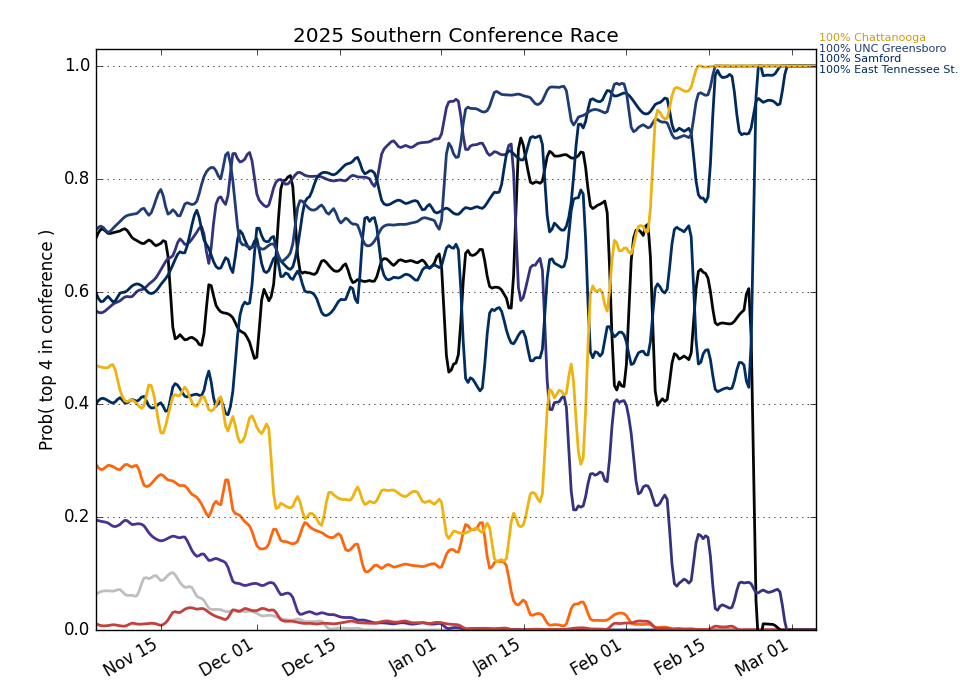 2025 Southern Conference Race
100% Chattanooga
100% UNC Greensboro
100% Samford
100% East Tennessee St.
Prob( top 4 in conference )
1.0
0.8
0.6
0.4
0.2
0.0
Nov 15
Dec 01
Dec 15
Jan 01
Jan 15
Feb 01
Feb 15
Mar 01